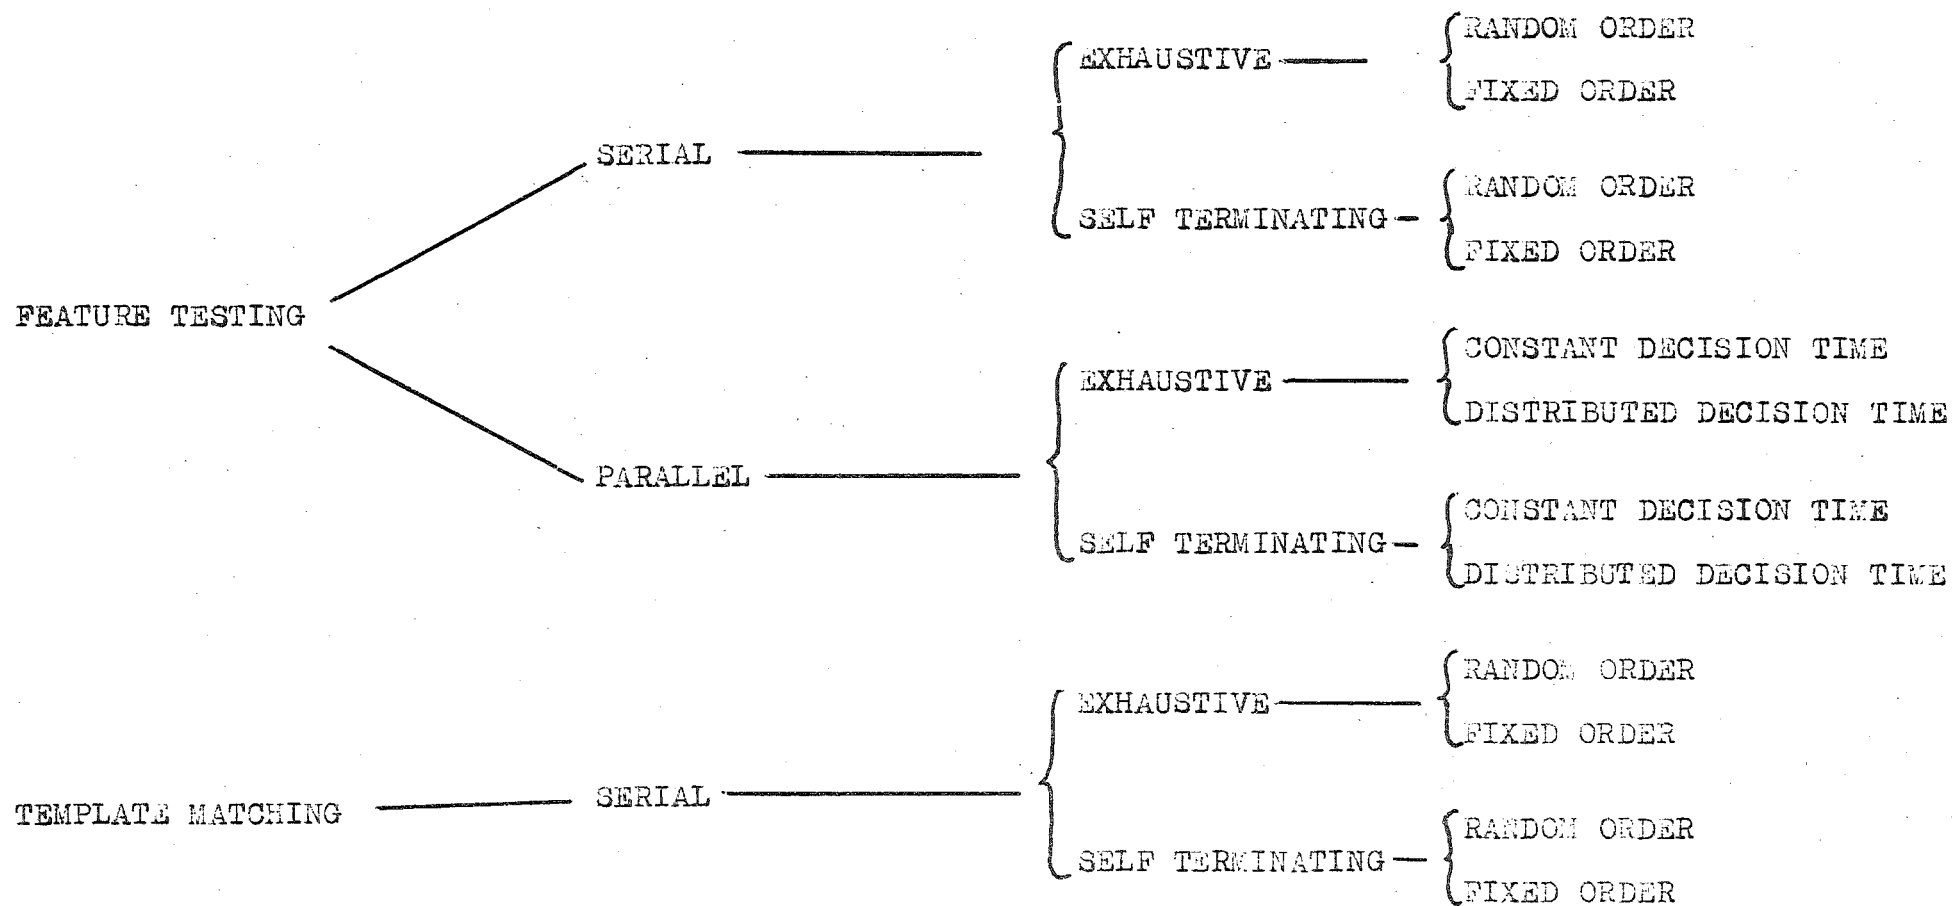 RANDOM ORDER
EXHAUSTIVE
FIXED ORDER
SERIAL
RANDOM ORDER
SELF TERMINATING
FIXED ORDER
FEATURE TESTING
CONSTANT DECISION TIME
EXHAUSTIVE
DISTRIBUTED DECISION TIME
PARALLEL
CONSTANT DECISION TIME
SELF TERMINATING
DISTRIBUTED DECISION TIME
RANDOM ORDER
EXHAUSTIVE
FIXED ORDER
TEMPLATE MATCHING
SERIAL
RANDOM ORDER
SELF TERMINATING
FIXED ORDER